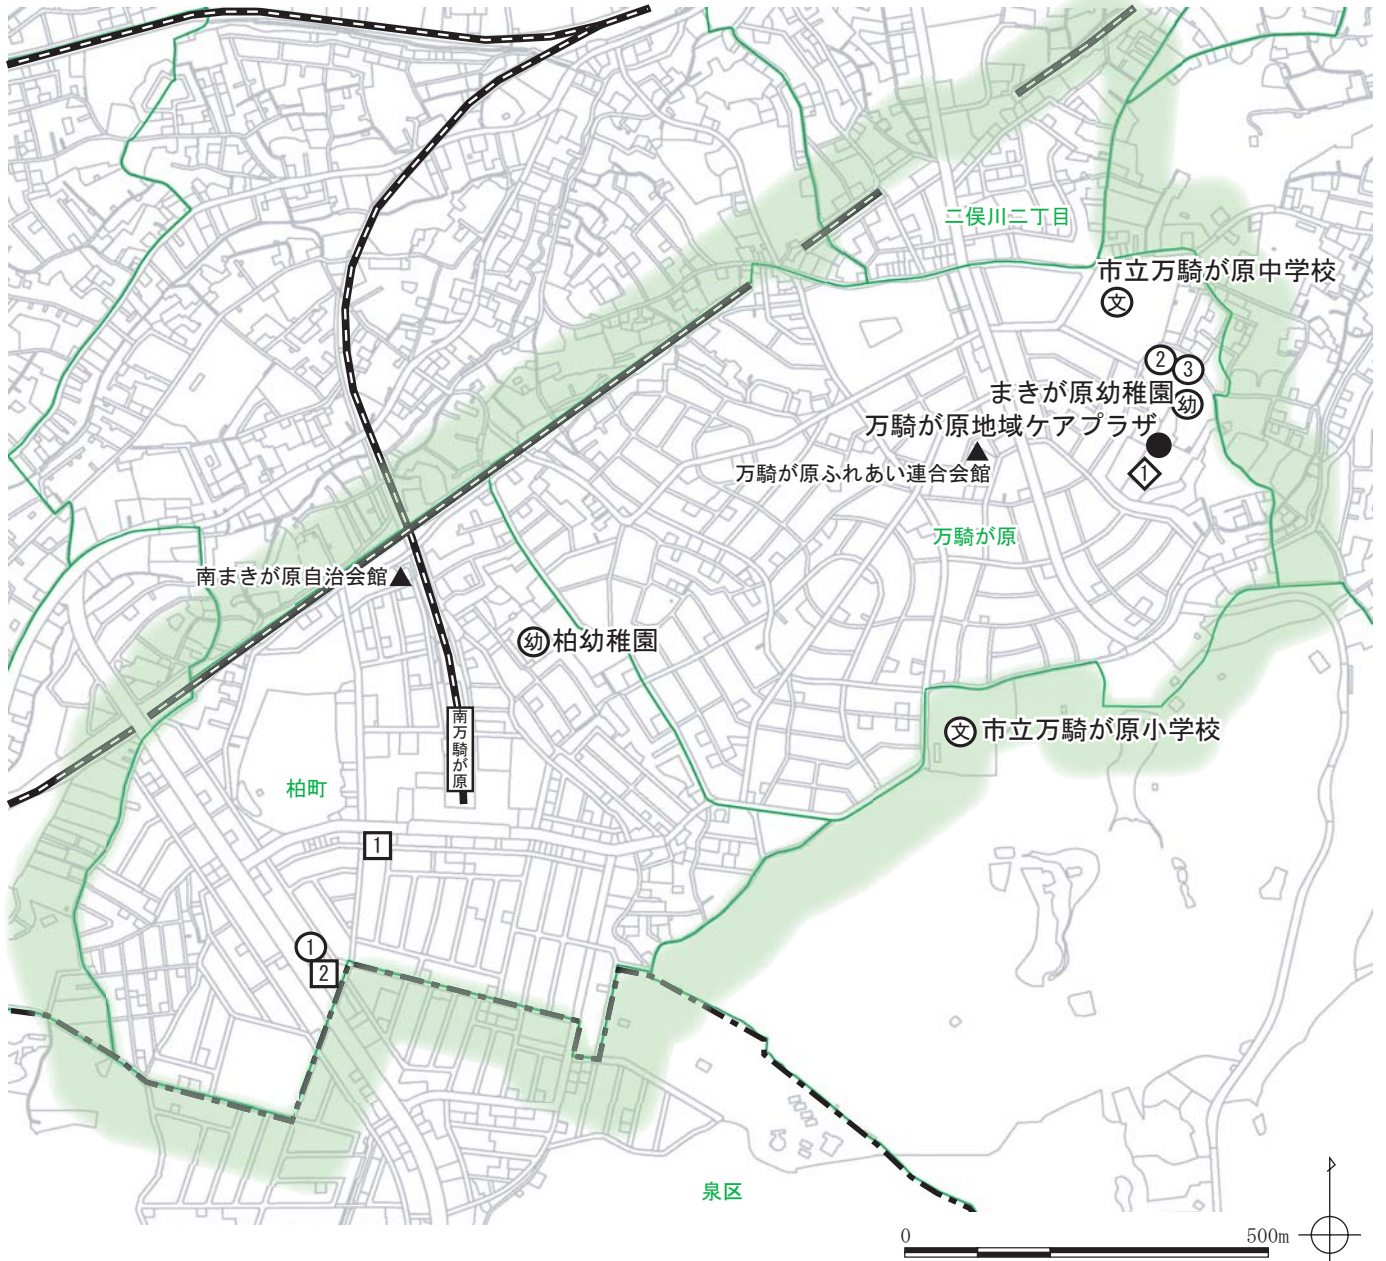 二俣川二丁目
市立万騎が原中学校
文
2
3
まきが原幼稚園
幼
万騎が原地域ケアプラザ
万騎が原ふれあい連合会館
1
万騎が原
南まきが原自治会館
幼 柏幼稚園
南万騎が原
文 市立万騎が原小学校
柏町
1
1
2
泉区
0 500m